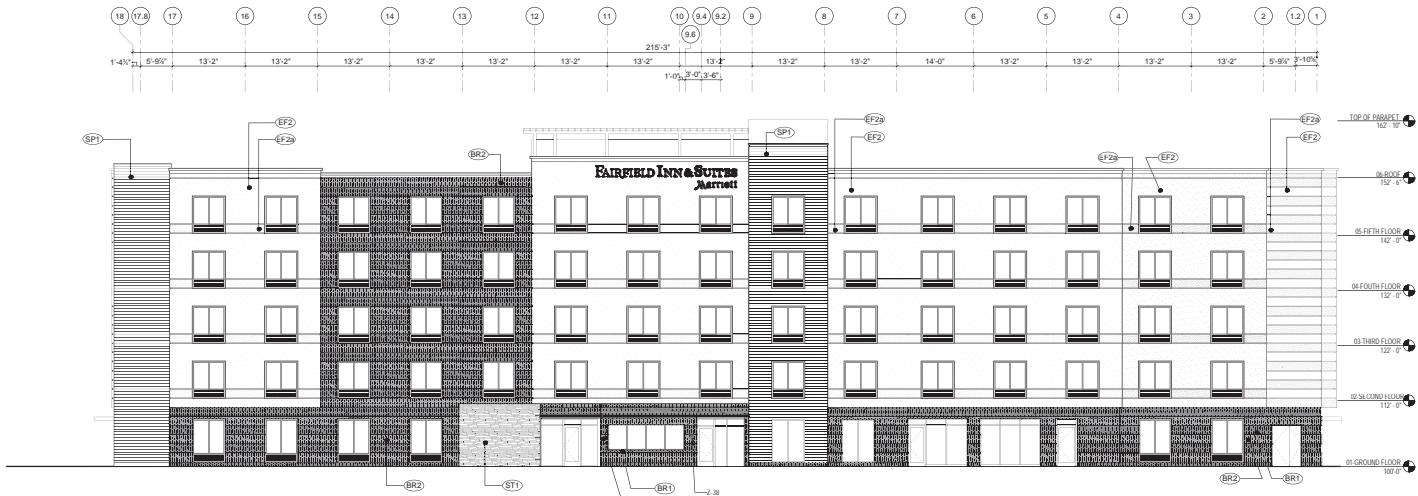 18 17.8 17 16 15 14 13 12 11 10 9.4 9.2 9 8 7 6 5 4 3 2 1.2 1
9.6
215'-3"
1'-4¾" 5'-9¼" 13'-2" 13'-2" 13'-2" 13'-2" 13'-2" 13'-2" 13'-2" 13'-2" 13'-2" 13'-2" 14'-0" 13'-2" 13'-2" 13'-2" 13'-2" 5'-9¼" 3'-10¾"
1'-0" 3'-0" 3'-6"
TOP OF PARAPET
162' - 10"
EF2
EF2a
EF2a
SP1
EF2
EF2a
EF2
SP1
EF2a
EF2
BR2
FAIRFIELD INN & SUITES
Marriott
06-ROOF
152' - 6"
05-FIFTH FLOOR
142' - 0"
04-FOUTH FLOOR
132' - 0"
03-THIRD FLOOR
122' - 0"
02-SECOND FLOOR
112' - 0"
01-GROUND FLOOR
100'-0"
BR2
ST1
BR1
Z-38
BR2
BR1